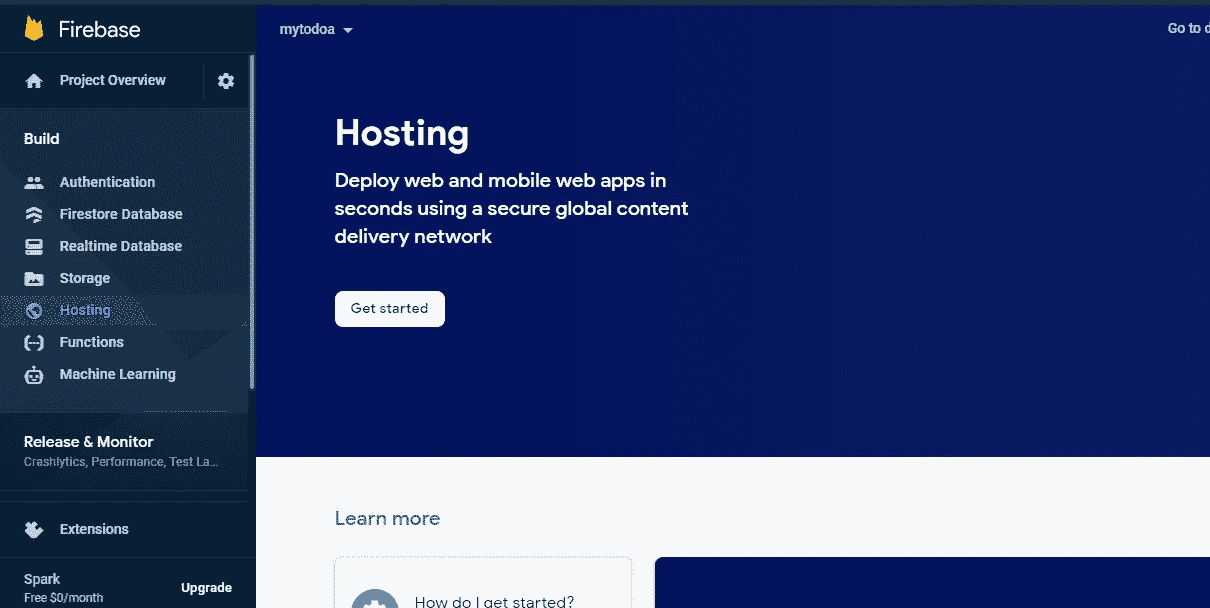 Firebase
Project Overview
Build
Authentication
Firestore Database
Realtime Database
Storage
Hosting
Functions
Machine Learning
Release & Monitor
Crashlytics, Performance, Test La...
Extensions
Spark
Free $0/month
Upgrade
mytodoa
Go to d
Hosting
Deploy web and mobile web apps in
seconds using a secure global content
delivery network
Get started
Learn more
How do I get started?